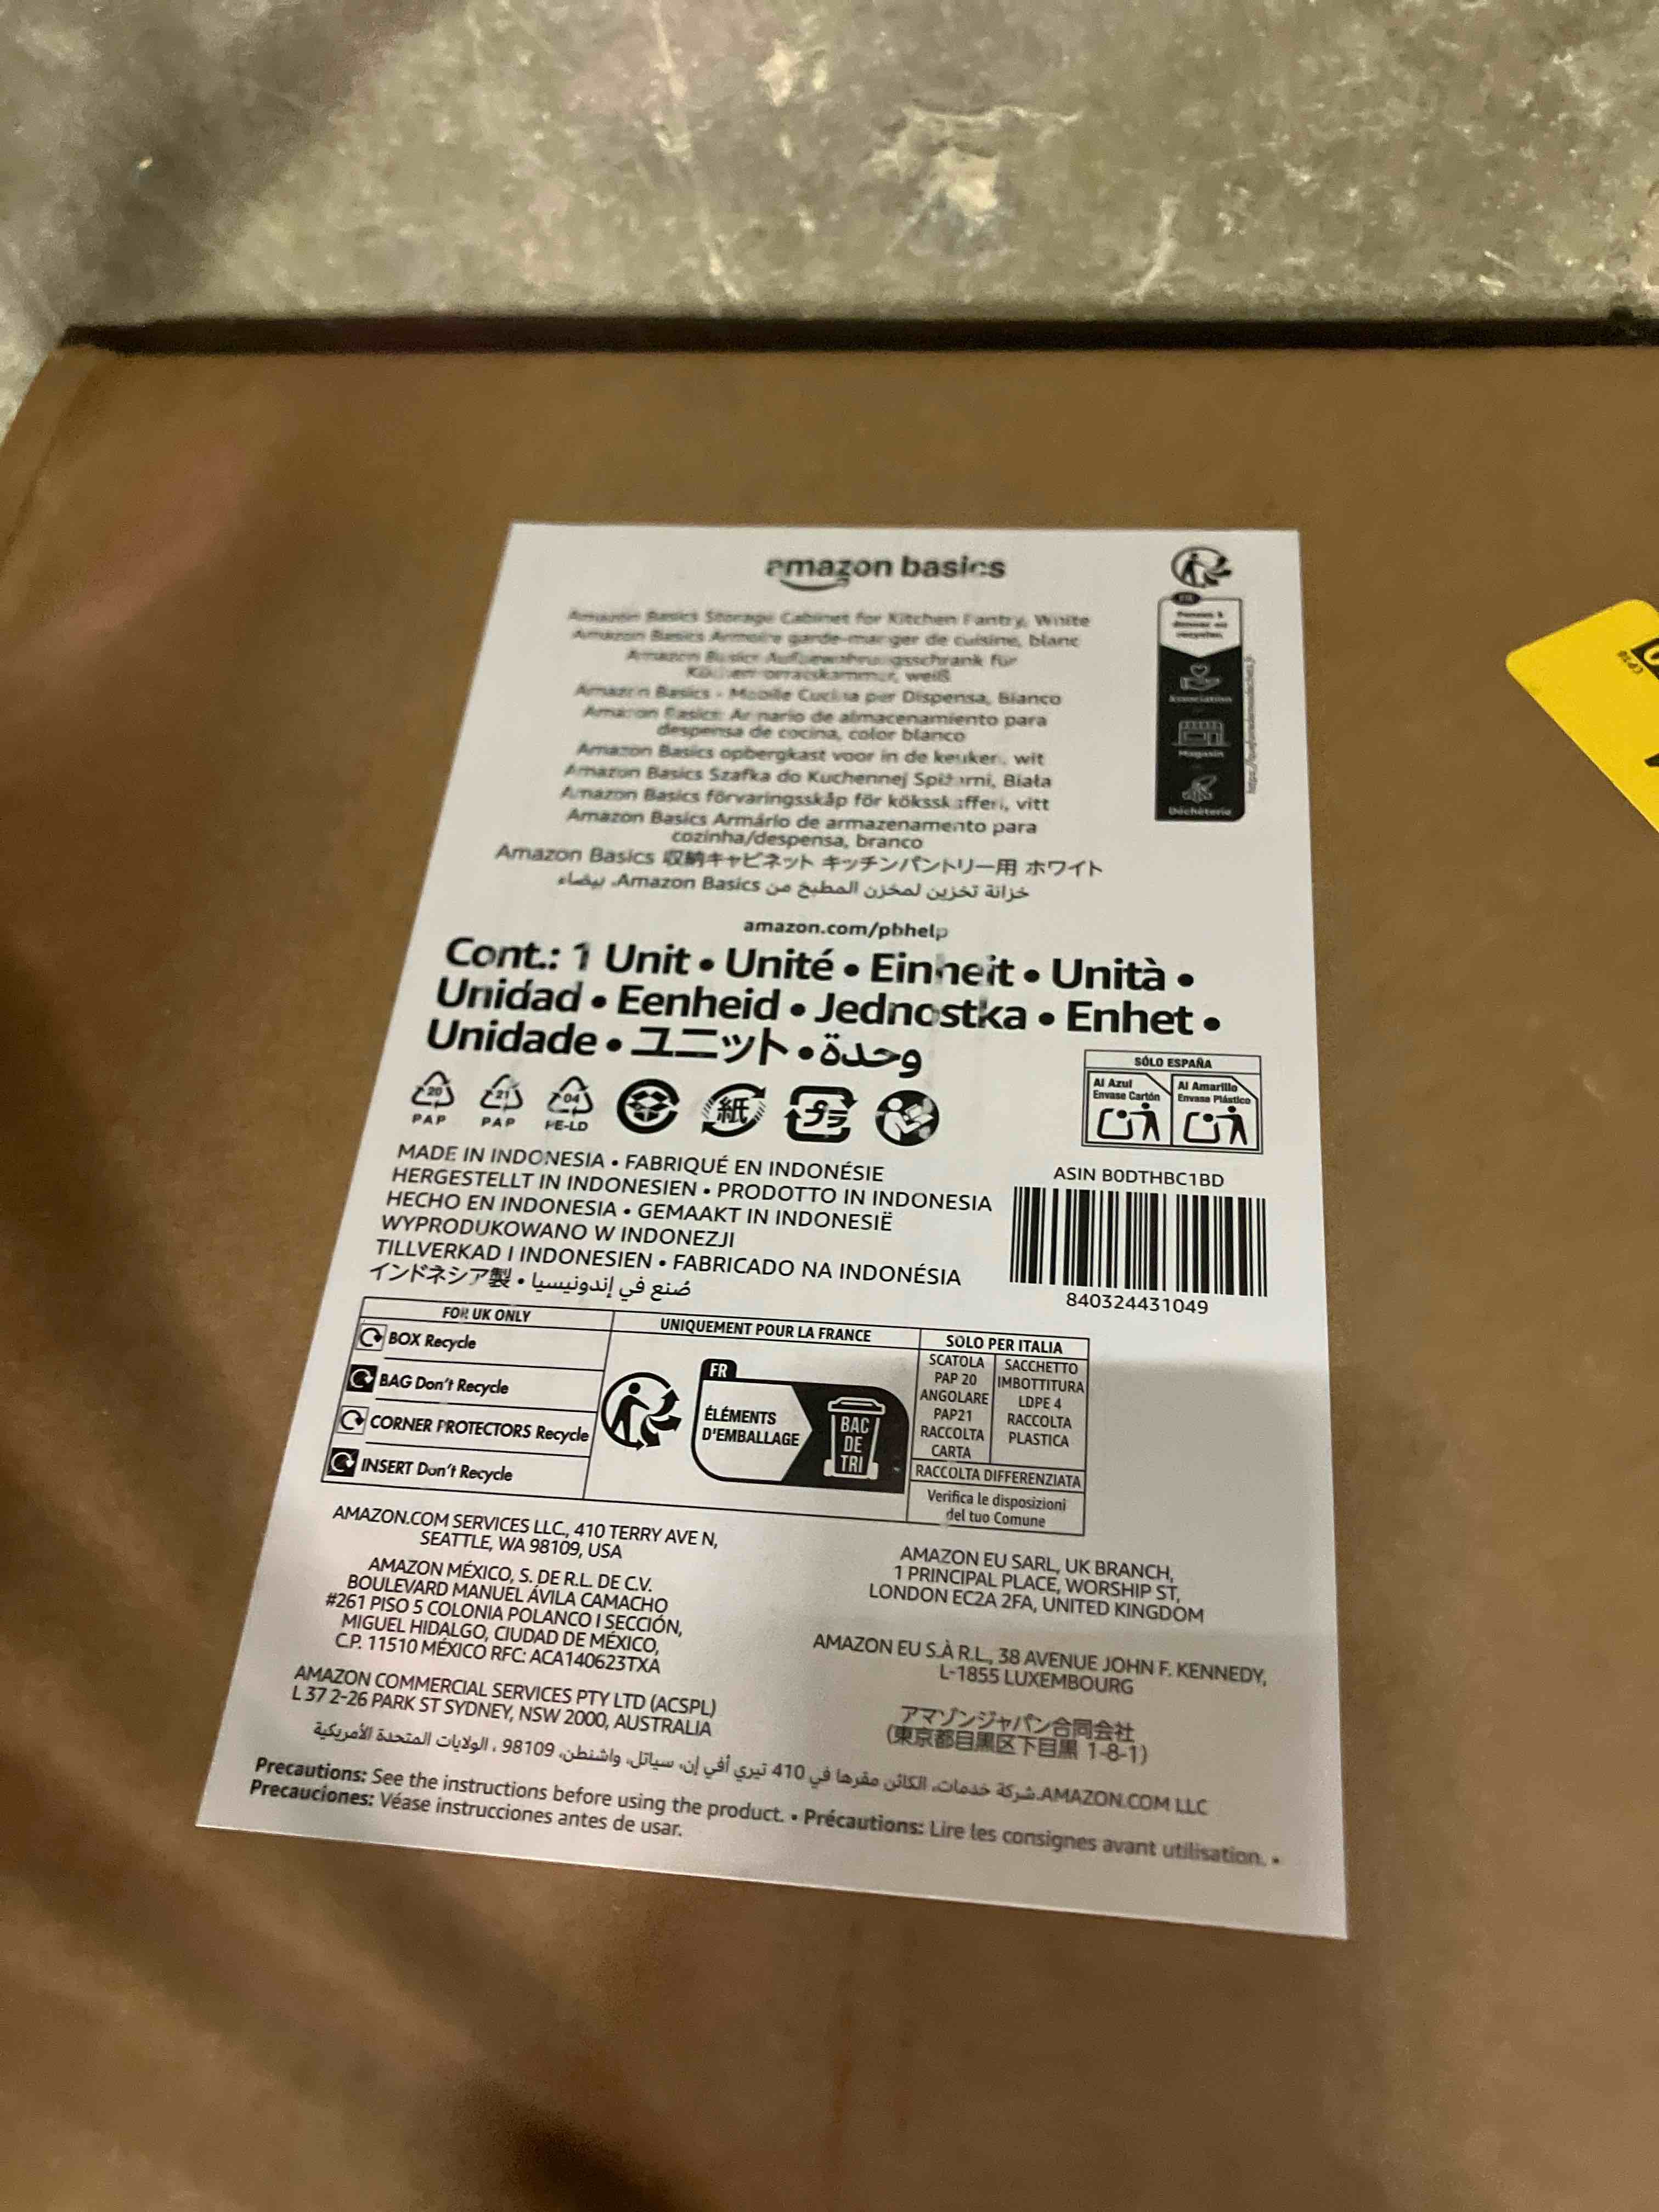 amazon basics
Amazon Basics Storage Cabinet for Kitchen Pantry, White
Amazon Basics Armoire garde-manger de cuisine, blanc
Amazon Basics Aufbewahrungsschrank für
Küchenvorratskammer, weiß
Amazon Basics - Mobile Cucina per Dispensa, Bianco
Amazon Basics Armario de almacenamiento para
despensa de cocina, color blanco
Amazon Basics opbergkast voor in de keuken, wit
Amazon Basics Szafka do Kuchennej Spiżarni, Biała
Amazon Basics förvaringsskåp för köksskafferi, vitt
Amazon Basics Armário de armazenamento para
cozinha/despensa, branco
Amazon Basics 収納キャビネット キッチンパントリー用 ホワイト
خزانة تخزين لمخزن المطبخ من Amazon Basics، بيضاء
FR
Association
Magasin
Déchèterie
amazon.com/pbhelp
Cont.: 1 Unit • Unité • Einheit • Unità •
Unidad • Eenheid • Jednostka • Enhet •
Unidade • ユニット • وحدة
20
PAP
21
PAP
04
PE-LD
紙
プラ
SÓLO ESPAÑA
Al Azul
Envase Cartón
Al Amarillo
Envase Plástico
MADE IN INDONESIA • FABRIQUÉ EN INDONÉSIE
HERGESTELLT IN INDONESIEN • PRODOTTO IN INDONESIA
HECHO EN INDONESIA • GEMAAKT IN INDONESIË
WYPRODUKOWANO W INDONEZJI
TILLVERKAD I INDONESIEN • FABRICADO NA INDONÉSIA
インドネシア製 • صُنع في إندونيسيا
ASIN B0DTHBC1BD
840324431049
FOR UK ONLY
BOX Recycle
BAG Don't Recycle
CORNER PROTECTORS Recycle
INSERT Don't Recycle
UNIQUEMENT POUR LA FRANCE
FR
ÉLÉMENTS
D'EMBALLAGE
BAC
DE
TRI
SOLO PER ITALIA
SCATOLA
PAP 20
ANGOLARE
PAP21
RACCOLTA
CARTA
SACCHETTO
IMBOTTITURA
LDPE 4
RACCOLTA
PLASTICA
RACCOLTA DIFFERENZIATA
Verifica le disposizioni
del tuo Comune
AMAZON.COM SERVICES LLC, 410 TERRY AVE N,
SEATTLE, WA 98109, USA
AMAZON MÉXICO, S. DE R.L. DE C.V.
BOULEVARD MANUEL ÁVILA CAMACHO
#261 PISO 5 COLONIA POLANCO I SECCIÓN,
MIGUEL HIDALGO, CIUDAD DE MÉXICO,
C.P. 11510 MÉXICO RFC: ACA140623TXA
AMAZON COMMERCIAL SERVICES PTY LTD (ACSPL)
L 37 2-26 PARK ST SYDNEY, NSW 2000, AUSTRALIA
AMAZON EU SARL, UK BRANCH,
1 PRINCIPAL PLACE, WORSHIP ST,
LONDON EC2A 2FA, UNITED KINGDOM
AMAZON EU S.À R.L., 38 AVENUE JOHN F. KENNEDY,
L-1855 LUXEMBOURG
アマゾンジャパン合同会社
(東京都目黒区下目黒 1-8-1)
AMAZON.COM LLC شركة خدمات، الكائن مقرها في 410 تيري أفي إن، سياتل، واشنطن، 98109 ، الولايات المتحدة الأمريكية
Precautions: See the instructions before using the product. • Précautions: Lire les consignes avant utilisation. •
Precauciones: Véase instrucciones antes de usar.